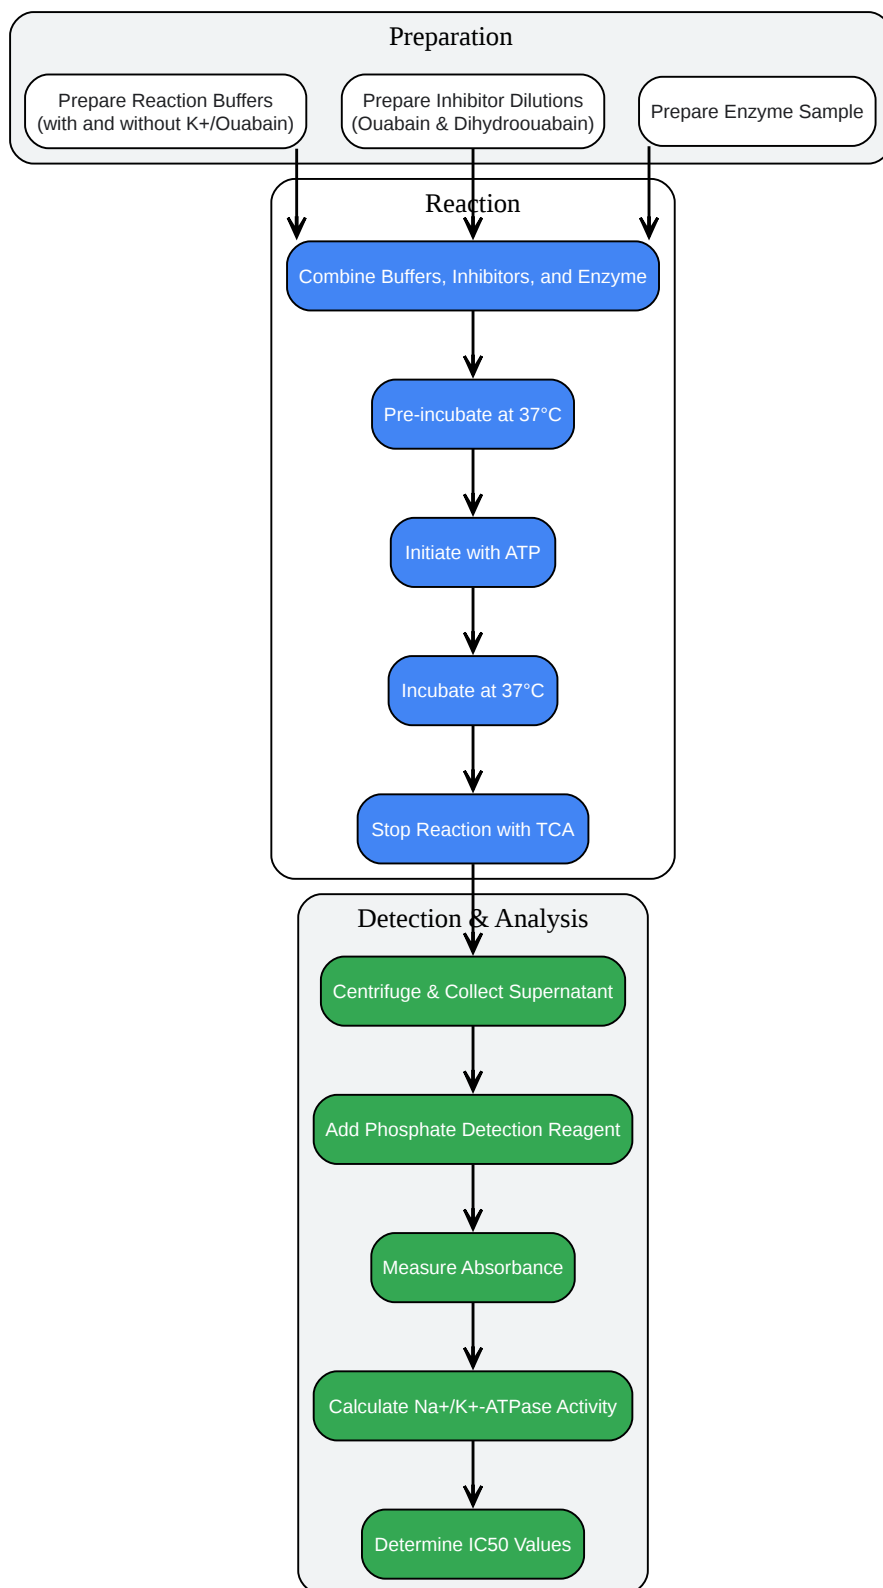 Preparation
Prepare Reaction Buffers
(with and without K+/Ouabain)
Prepare Inhibitor Dilutions
(Ouabain & Dihydroouabain)
Prepare Enzyme Sample
Reaction
Combine Buffers, Inhibitors, and Enzyme
Pre-incubate at 37°C
Initiate with ATP
Incubate at 37°C
Stop Reaction with TCA
Detection & Analysis
Centrifuge & Collect Supernatant
Add Phosphate Detection Reagent
Measure Absorbance
Calculate Na+/K+-ATPase Activity
Determine IC50 Values